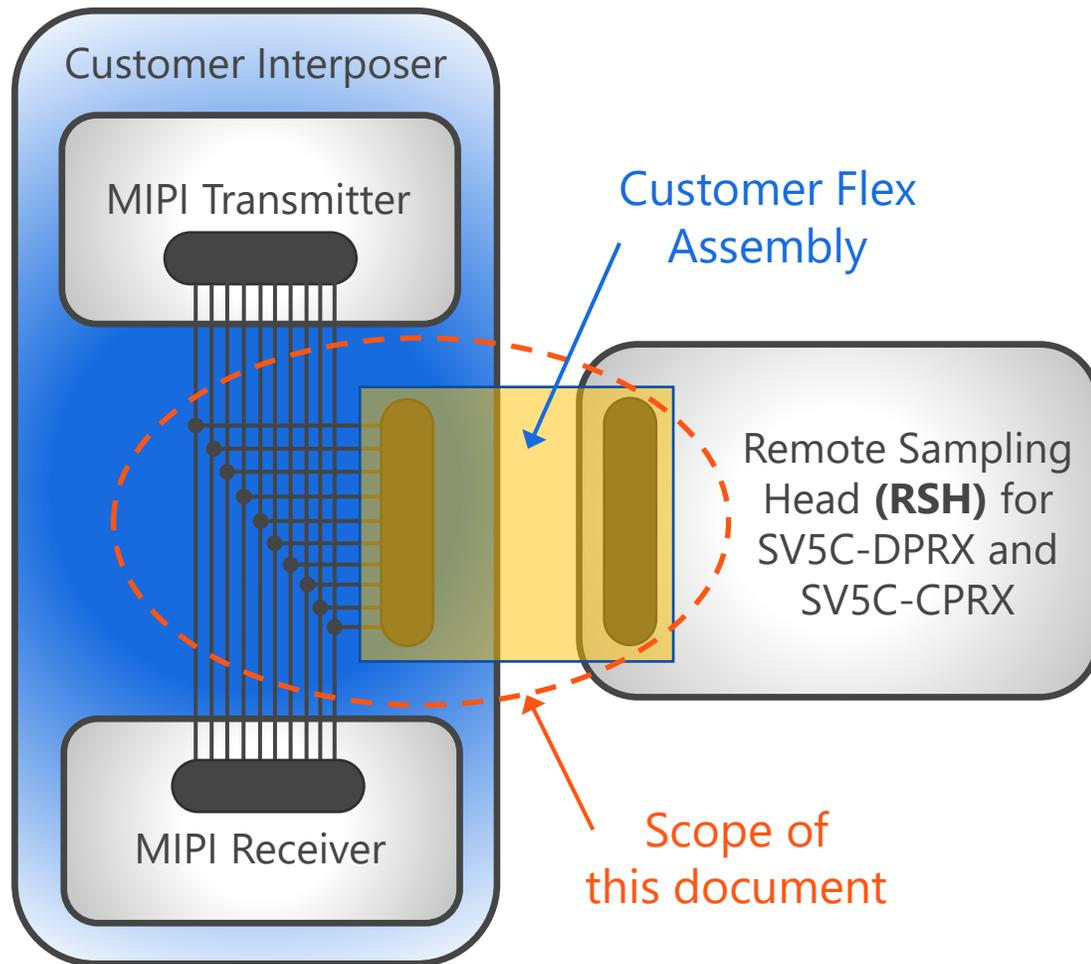 Customer Interposer
MIPI Transmitter
Customer Flex
Assembly
Remote Sampling
Head (RSH) for
SV5C-DPRX and
SV5C-CPRX
MIPI Receiver
Scope of
this document